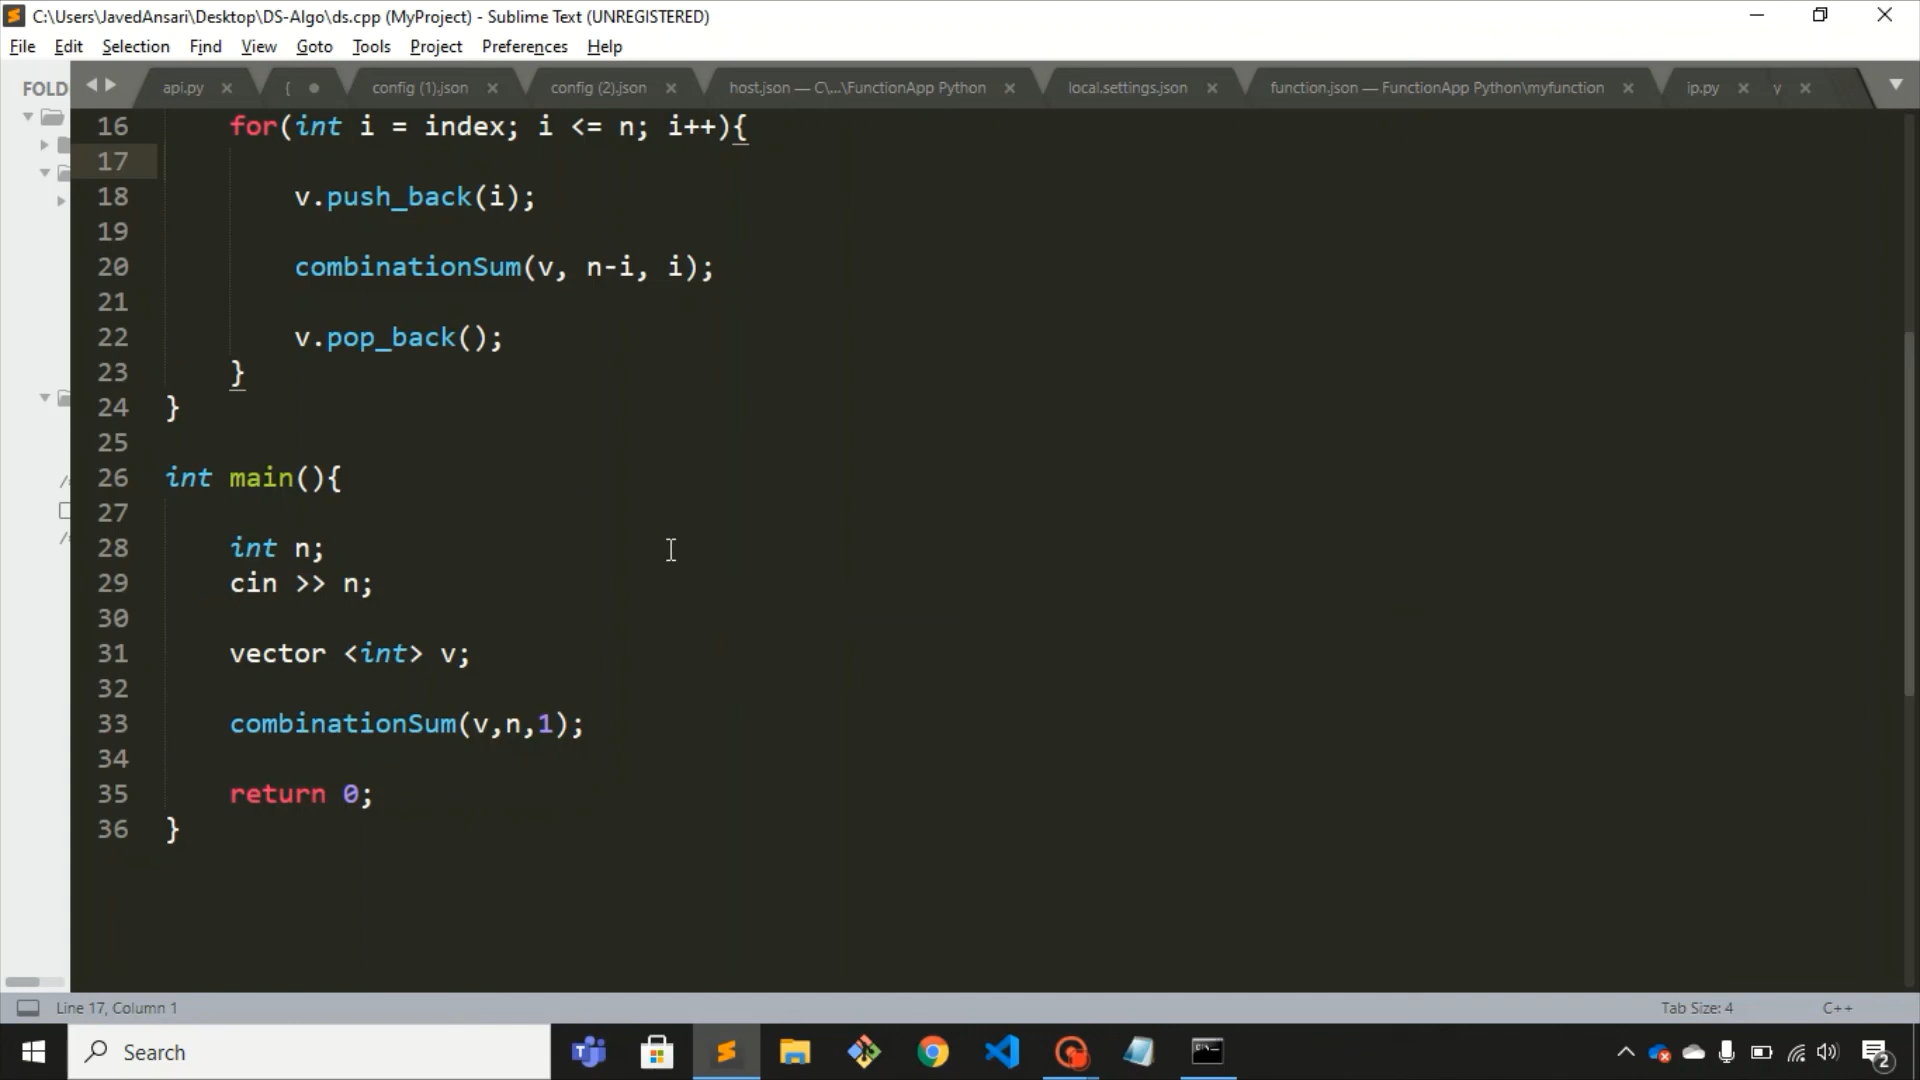 C:\Users\JavedAnsari\Desktop\DS-Algo\ds.cpp (MyProject) - Sublime Text (UNREGISTERED)
File Edit Selection Find View Goto Tools Project Preferences Help
FOLD
api.py { config (1).json config (2).json host.json — C\...\FunctionApp Python local.settings.json function.json — FunctionApp Python\myfunction ip.py y
16 for(int i = index; i <= n; i++){
17
18 v.push_back(i);
19
20 combinationSum(v, n-i, i);
21
22 v.pop_back();
23 }
24 }
25
26 int main(){
27
28 int n;
29 cin >> n;
30
31 vector <int> v;
32
33 combinationSum(v,n,1);
34
35 return 0;
36 }
Line 17, Column 1 Tab Size: 4 C++
Search
2